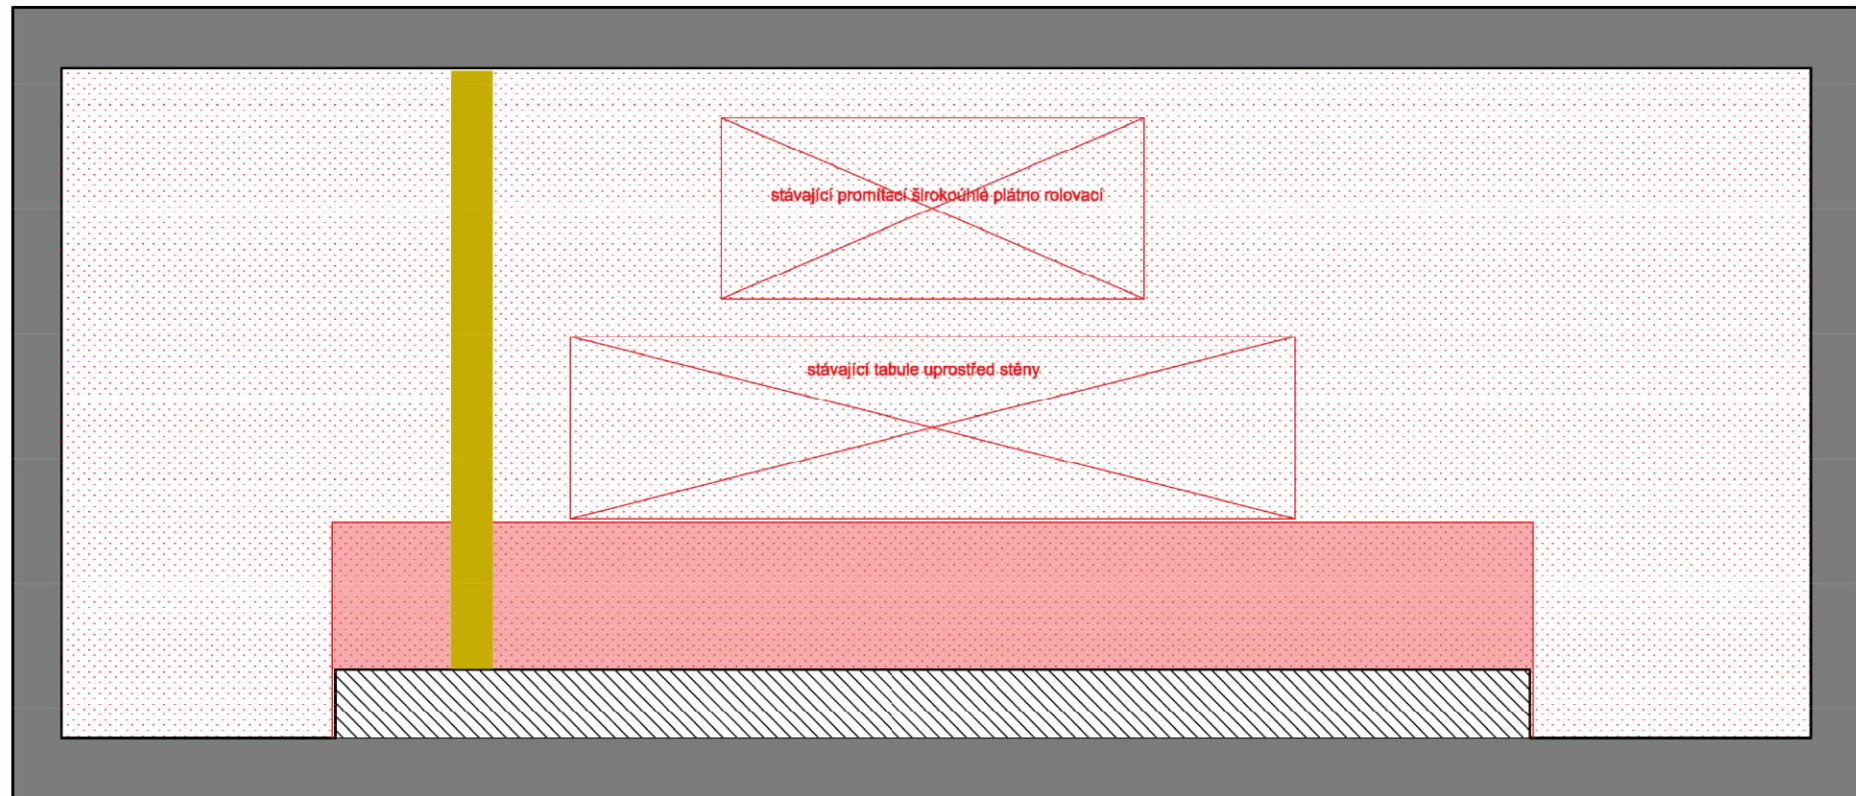 stávající promítací širokoúhlé plátno rolovací
stávající tabule uprostřed stěny